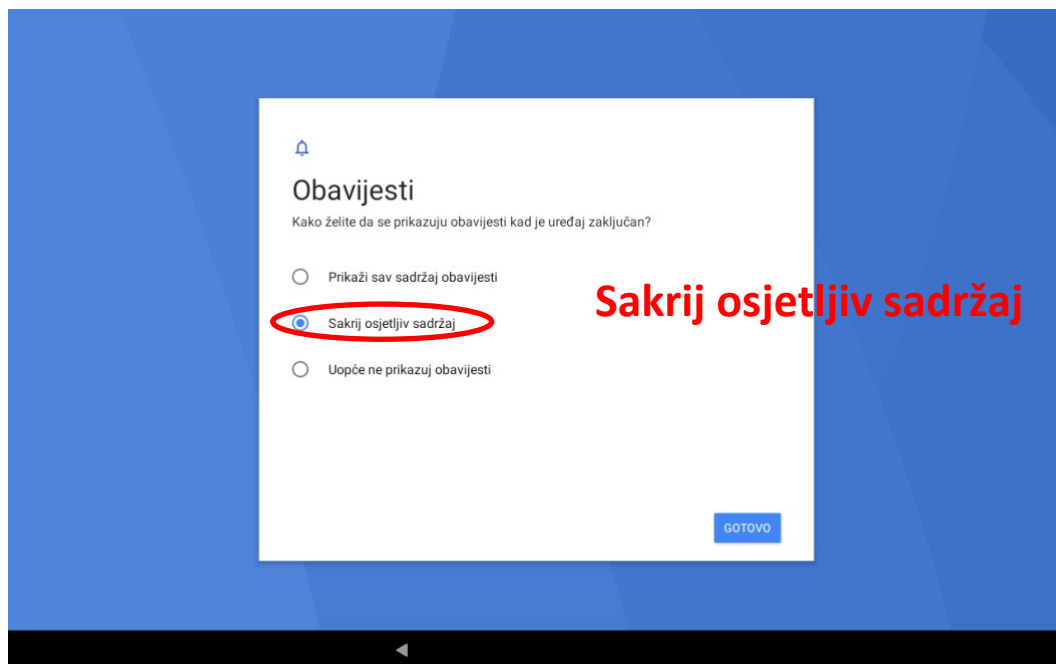 Obavijesti
Kako želite da se prikazuju obavijesti kad je uređaj zaključan?
Prikaži sav sadržaj obavijesti
Sakrij osjetljiv sadržaj
Sakrij osjetljiv sadržaj
Uopće ne prikazuj obavijesti
GOTOVO